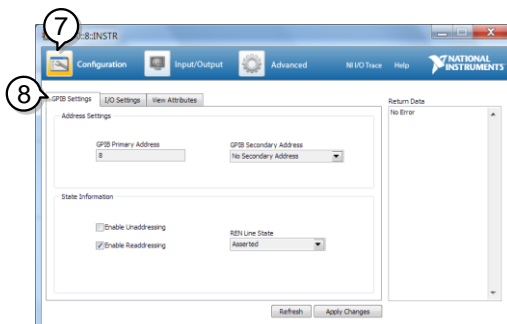 7
::8::INSTR
Configuration
Input/Output
Advanced
NI I/O Trace
Help
NATIONAL INSTRUMENTS
8
GPIB Settings
I/O Settings
View Attributes
Return Data
No Error
Address Settings
GPIB Primary Address
8
GPIB Secondary Address
No Secondary Address
State Information
Enable Unaddressing
Enable Readdressing
REN Line State
Asserted
Refresh
Apply Changes